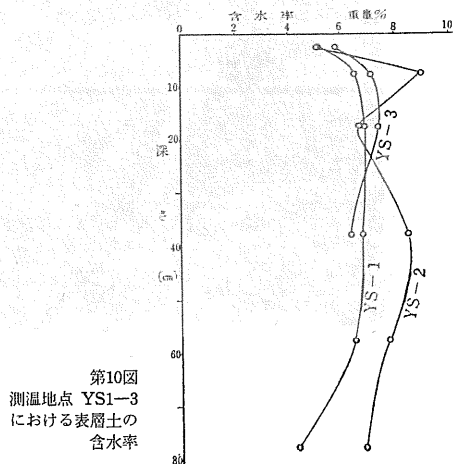 含水率 重量%
0 2 4 6 8 10
10
20
深
さ
40
(cm)
60
80
YS-3
YS-1
YS-2
第10図
測温地点 YS1—3
における表層土の
含水率